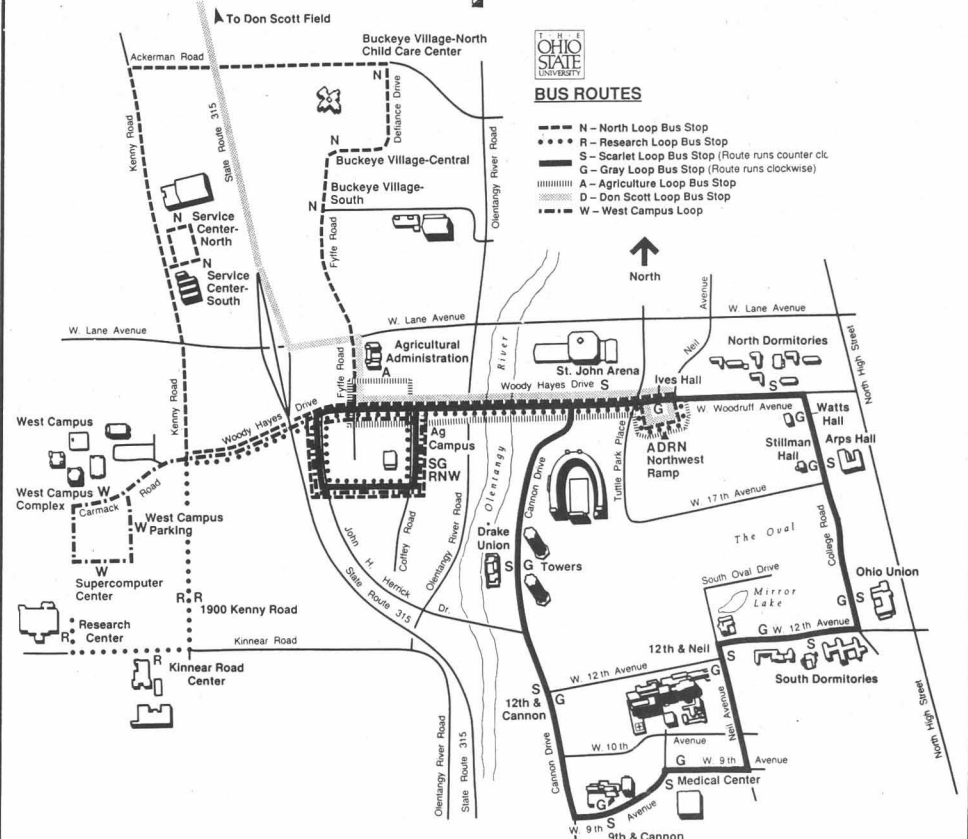 To Don Scott Field
Ackerman Road
Buckeye Village-North
Child Care Center
N
Defiance Drive
Kenny Road
State Route 315
Olentangy River Road
N
Buckeye Village-Central
Buckeye Village-
South
N
Fyffe Road
N Service
Center-
North
N
Service
Center-
South
T·H·E
OHIO
STATE
UNIVERSITY
BUS ROUTES
N – North Loop Bus Stop
R – Research Loop Bus Stop
S – Scarlet Loop Bus Stop (Route runs counter clc
G – Gray Loop Bus Stop (Route runs clockwise)
A – Agriculture Loop Bus Stop
D – Don Scott Loop Bus Stop
W – West Campus Loop
North
W. Lane Avenue
W. Lane Avenue
W. Lane Avenue
Neil Avenue
North High Street
Fyffe Road
Agricultural
Administration
A
River
St. John Arena
S
North Dormitories
S
Woody Hayes Drive
Ives Hall
G
W. Woodruff Avenue
Kenny Road
Woody Hayes Drive
West Campus
Ag
Campus
SG
RNW
ADRN
Northwest
Ramp
Tuttle Park Place
Watts
Hall
G
Stillman
Hall
G
Arps Hall
S
West Campus W
Complex
Carmack Road
W West Campus
Parking
W
Supercomputer
Center
Olentangy
Cannon Drive
W. 17th Avenue
The Oval
College Road
John H. Herrick Dr.
Coffey Road
Olentangy River Road
State Route 315
Drake
Union
S G Towers
South Oval Drive
Mirror
Lake
Ohio Union
G S
R R
1900 Kenny Road
Research
Center
R
Kinnear Road
R
Kinnear Road
Center
G W 12th Avenue
S
12th & Neil
S
G
South Dormitories
W. 12th Avenue
S
G
12th &
Cannon
Neil Avenue
North High Street
W. 10th Avenue
Olentangy River Road
State Route 315
Cannon Drive
G W. 9th Avenue
S Medical Center
G
W. 9th Avenue
S
9th & Cannon